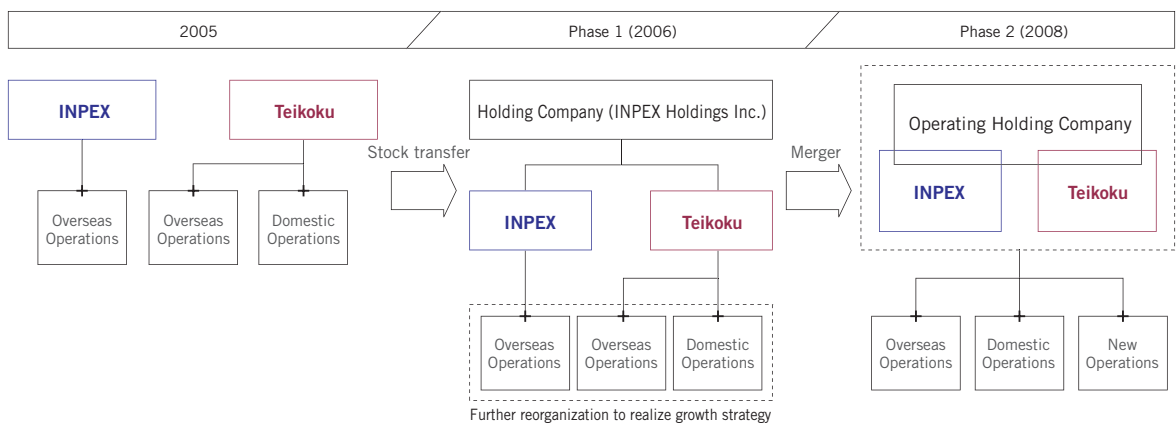 2005
Phase 1 (2006)
Phase 2 (2008)
INPEX
Teikoku
Overseas
Operations
Overseas
Operations
Domestic
Operations
Stock transfer
Holding Company (INPEX Holdings Inc.)
INPEX
Teikoku
Overseas
Operations
Overseas
Operations
Domestic
Operations
Further reorganization to realize growth strategy
Merger
Operating Holding Company
INPEX
Teikoku
Overseas
Operations
Domestic
Operations
New
Operations